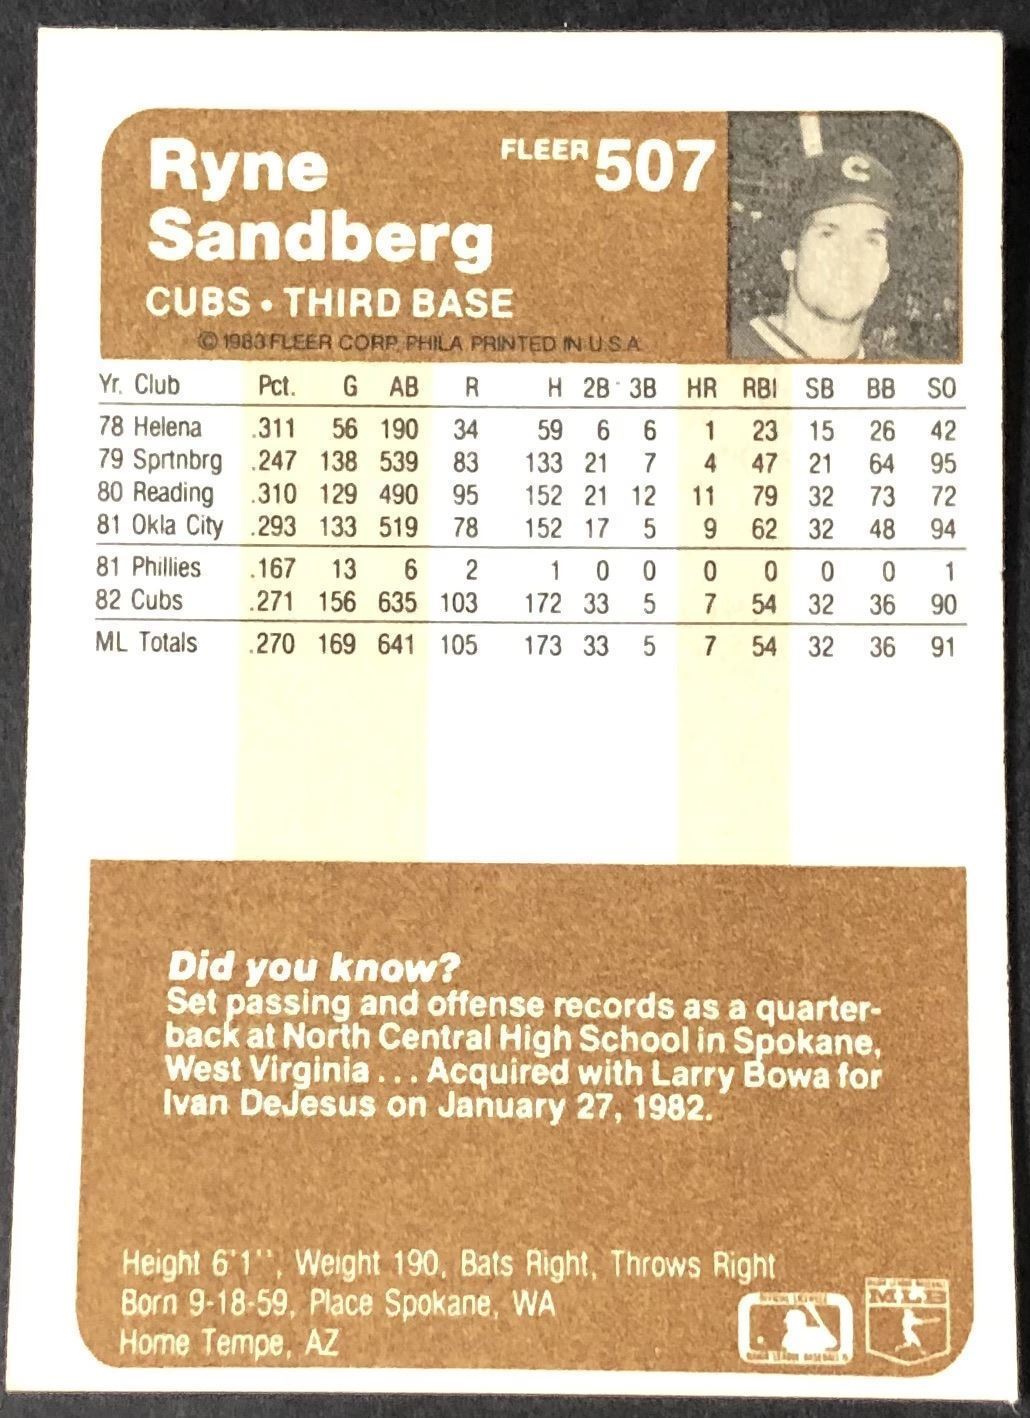 Ryne
Sandberg
FLEER 507
C
CUBS • THIRD BASE
© 1983 FLEER CORP. PHILA PRINTED IN U.S.A.
Yr. Club Pct. G AB R H 2B 3B HR RBI SB BB SO
78 Helena .311 56 190 34 59 6 6 1 23 15 26 42
79 Sprtnbrg .247 138 539 83 133 21 7 4 47 21 64 95
80 Reading .310 129 490 95 152 21 12 11 79 32 73 72
81 Okla City .293 133 519 78 152 17 5 9 62 32 48 94
81 Phillies .167 13 6 2 1 0 0 0 0 0 0 1
82 Cubs .271 156 635 103 172 33 5 7 54 32 36 90
ML Totals .270 169 641 105 173 33 5 7 54 32 36 91
Did you know?
Set passing and offense records as a quarter-
back at North Central High School in Spokane,
West Virginia . . . Acquired with Larry Bowa for
Ivan DeJesus on January 27, 1982.
Height 6'1'', Weight 190, Bats Right, Throws Right
Born 9-18-59, Place Spokane, WA
Home Tempe, AZ
MLB